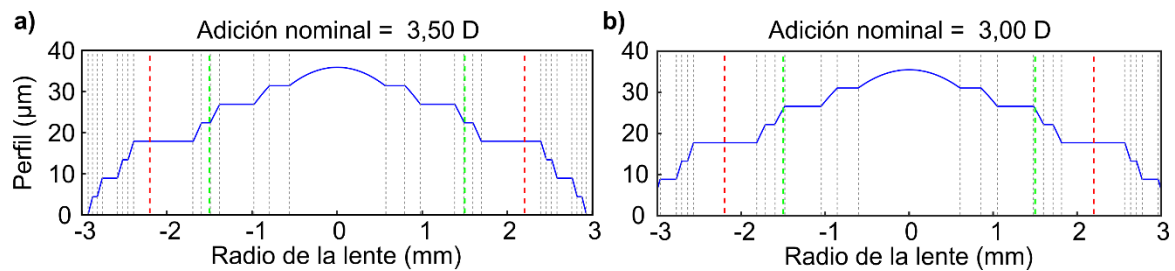 a)
Adición nominal = 3,50 D
40
30
20
10
0
Perfil (µm)
-3 -2 -1 0 1 2 3
Radio de la lente (mm)
b)
Adición nominal = 3,00 D
40
30
20
10
0
-3 -2 -1 0 1 2 3
Radio de la lente (mm)